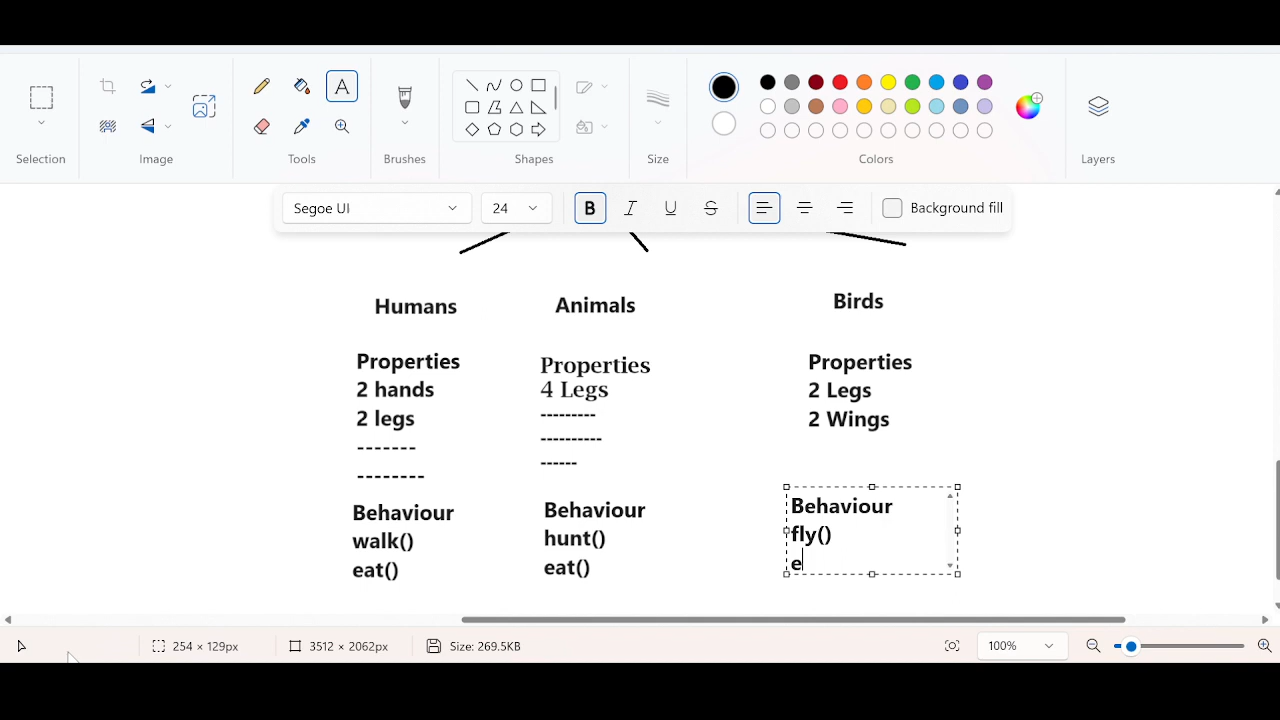 Selection
Image
Tools
Brushes
Shapes
Size
Colors
Layers
A
Segoe UI
24
B
I
U
S
Background fill
Humans
Animals
Birds
Properties
2 hands
2 legs
-------
--------
Properties
4 Legs
---------
----------
------
Properties
2 Legs
2 Wings
Behaviour
walk()
eat()
Behaviour
hunt()
eat()
Behaviour
fly()
e
254 × 129px
3512 × 2062px
Size: 269.5KB
100%